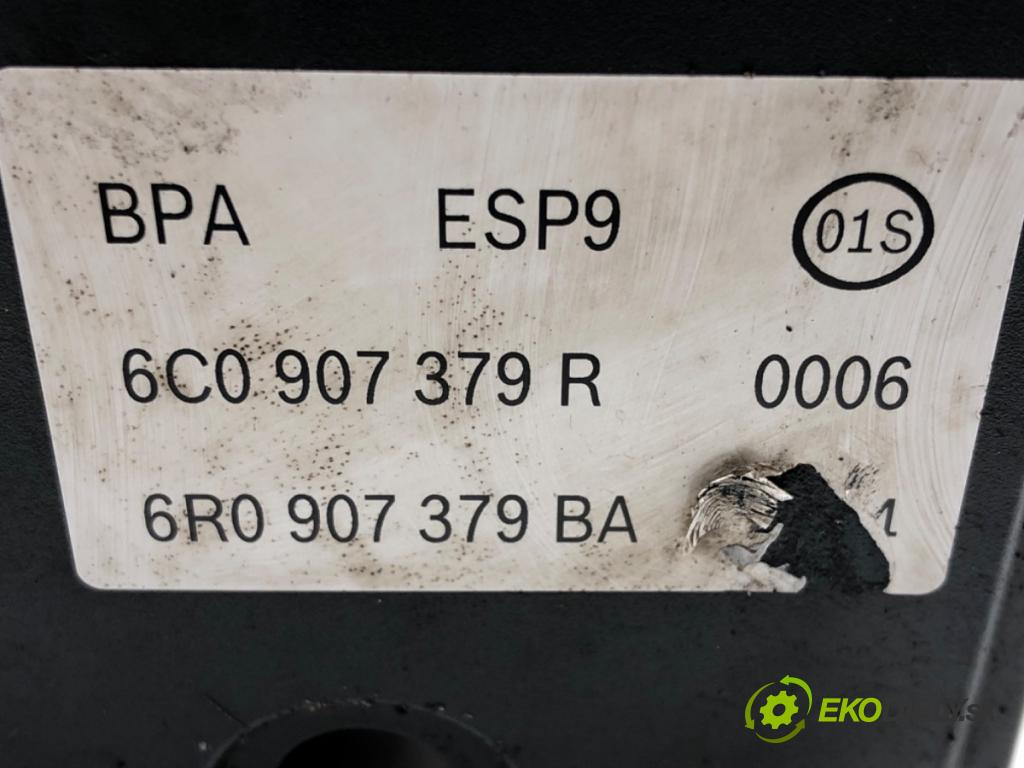 BPA ESP9 01S
6C0 907 379 R 0006
6R0 907 379 BA
EKO